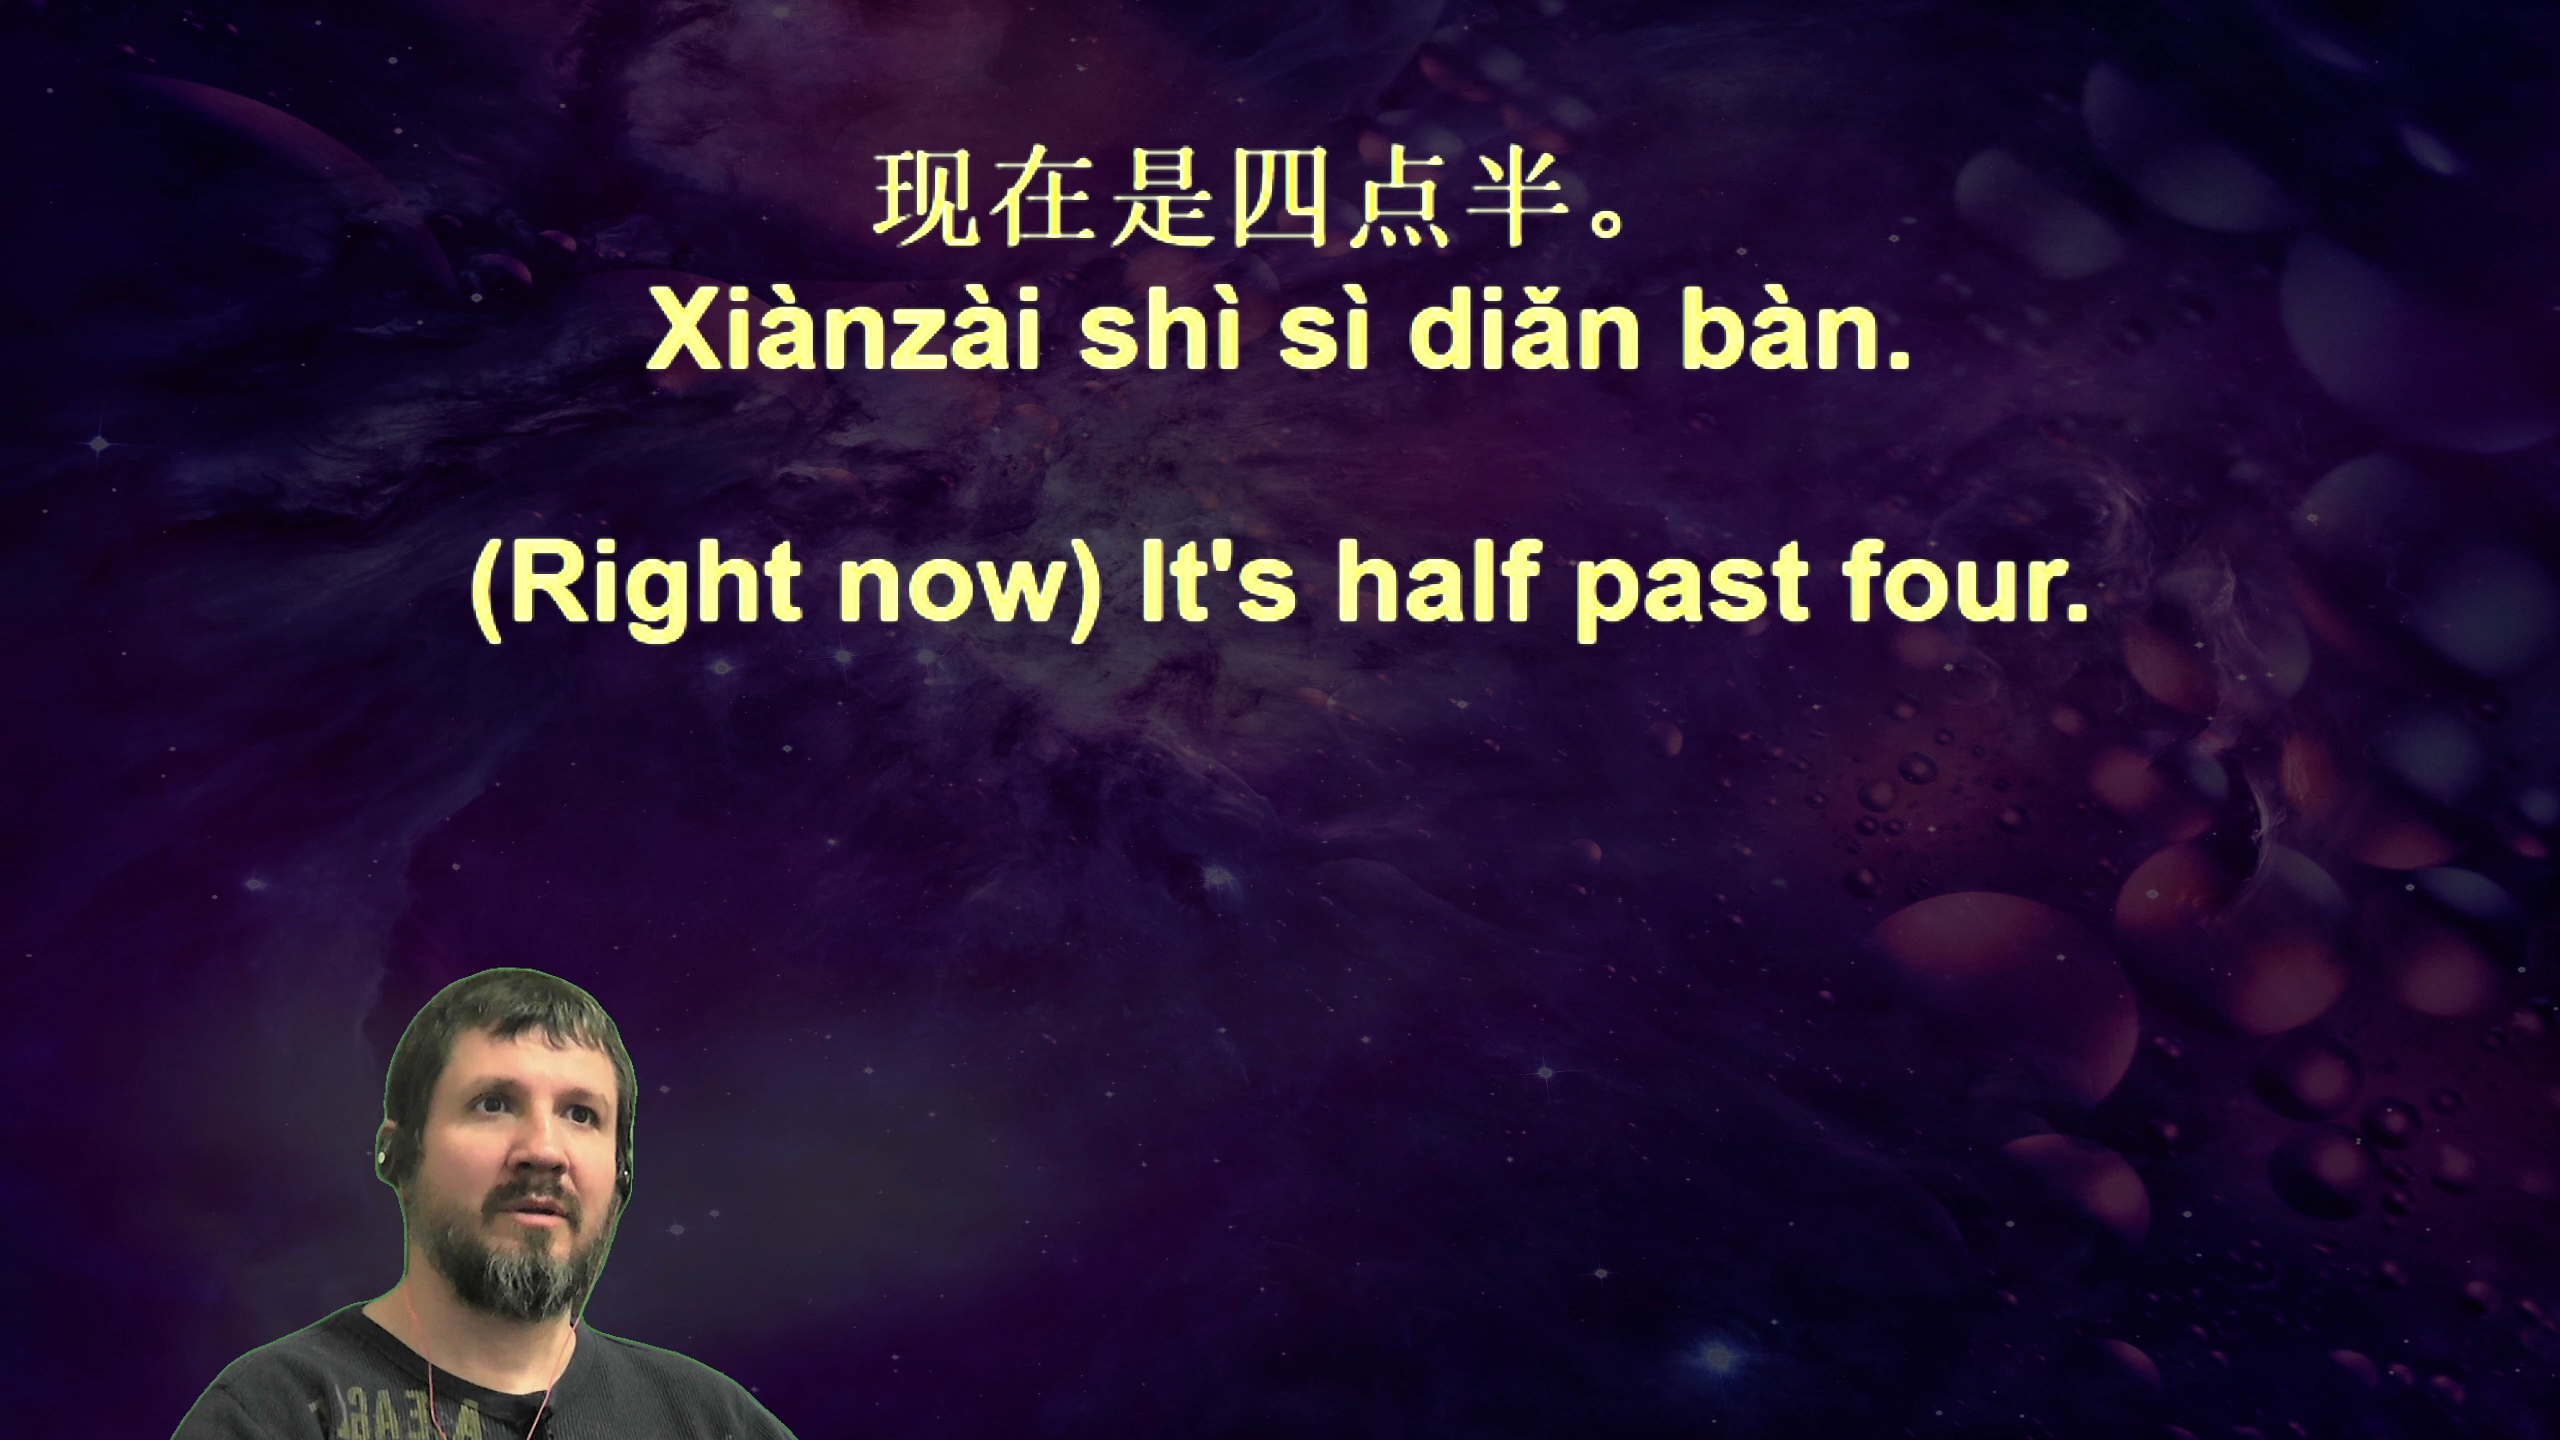 现在是四点半。
Xiànzài shì sì diǎn bàn.
(Right now) It's half past four.